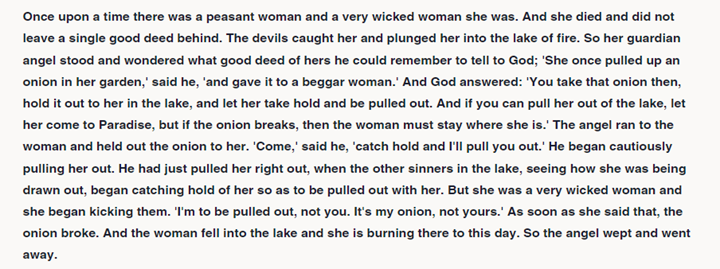 Once upon a time there was a peasant woman and a very wicked woman she was. And she died and did not
leave a single good deed behind. The devils caught her and plunged her into the lake of fire. So her guardian
angel stood and wondered what good deed of hers he could remember to tell to God; 'She once pulled up an
onion in her garden,' said he, 'and gave it to a beggar woman.' And God answered: 'You take that onion then,
hold it out to her in the lake, and let her take hold and be pulled out. And if you can pull her out of the lake, let
her come to Paradise, but if the onion breaks, then the woman must stay where she is.' The angel ran to the
woman and held out the onion to her. 'Come,' said he, 'catch hold and I'll pull you out.' He began cautiously
pulling her out. He had just pulled her right out, when the other sinners in the lake, seeing how she was being
drawn out, began catching hold of her so as to be pulled out with her. But she was a very wicked woman and
she began kicking them. 'I'm to be pulled out, not you. It's my onion, not yours.' As soon as she said that, the
onion broke. And the woman fell into the lake and she is burning there to this day. So the angel wept and went
away.